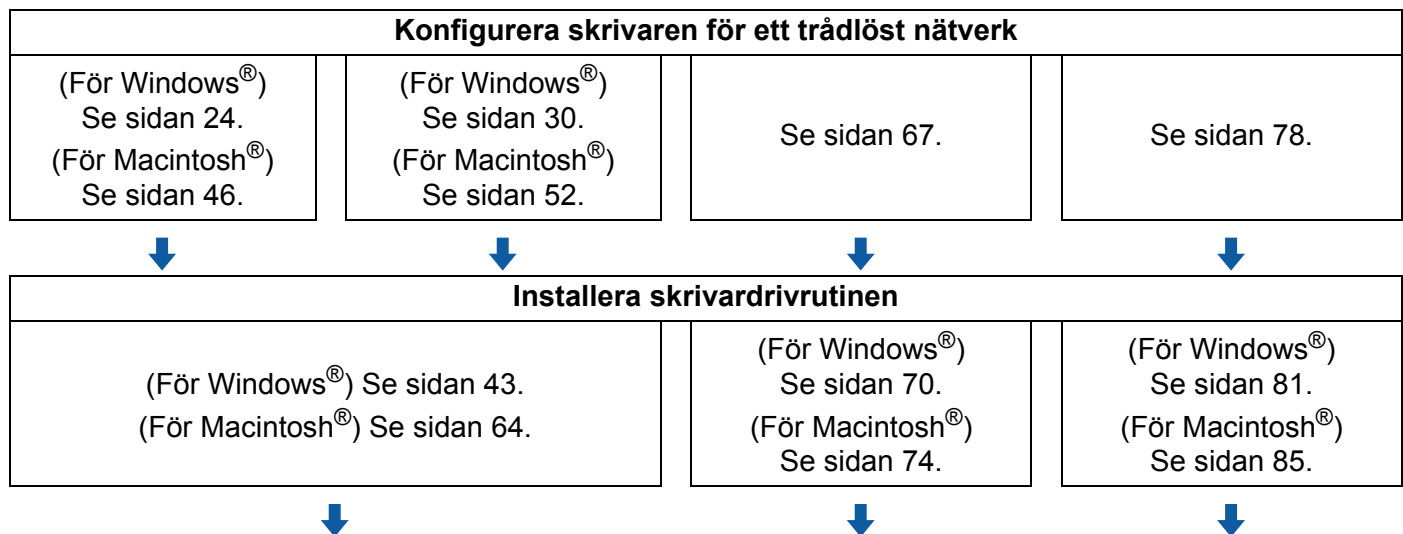 Konfigurera skrivaren för ett trådlöst nätverk
(För Windows®)
Se sidan 24.
(För Macintosh®)
Se sidan 46.
(För Windows®)
Se sidan 30.
(För Macintosh®)
Se sidan 52.
Se sidan 67.
Se sidan 78.
Installera skrivardrivrutinen
(För Windows®) Se sidan 43.
(För Macintosh®) Se sidan 64.
(För Windows®)
Se sidan 70.
(För Macintosh®)
Se sidan 74.
(För Windows®)
Se sidan 81.
(För Macintosh®)
Se sidan 85.